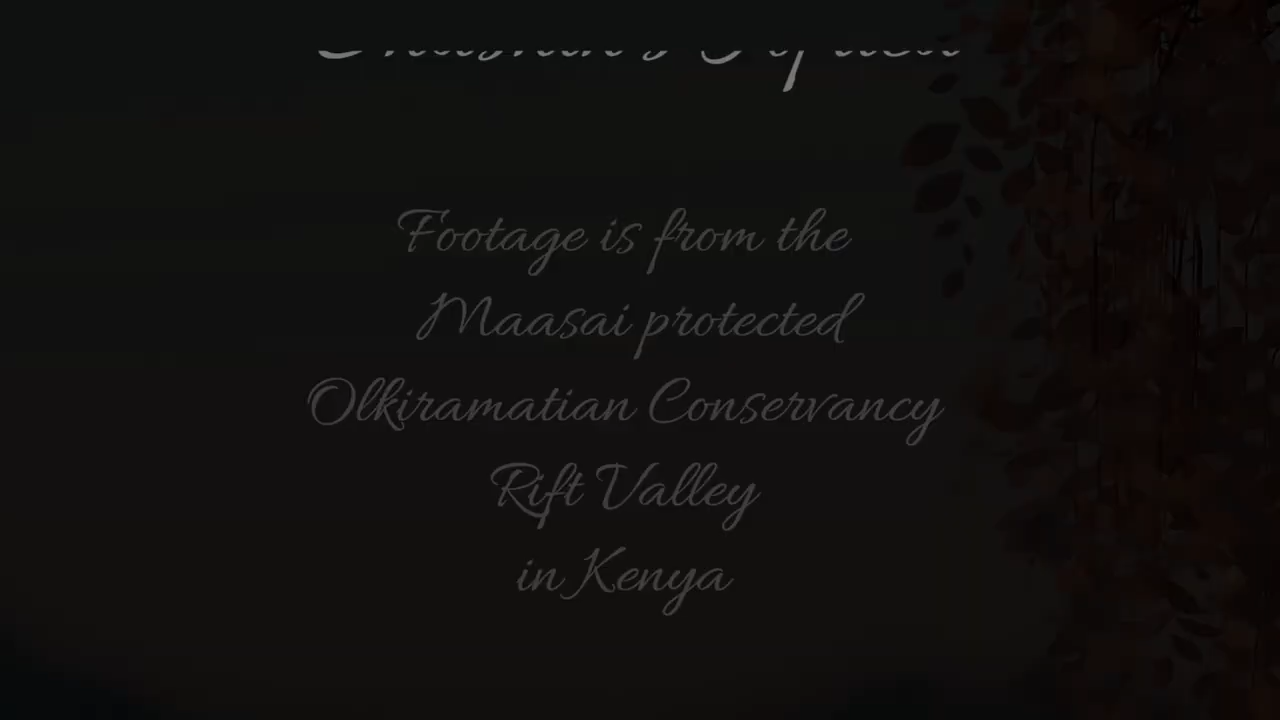 Footage is from the
Maasai protected
Olkiramatian Conservancy
Rift Valley
in Kenya